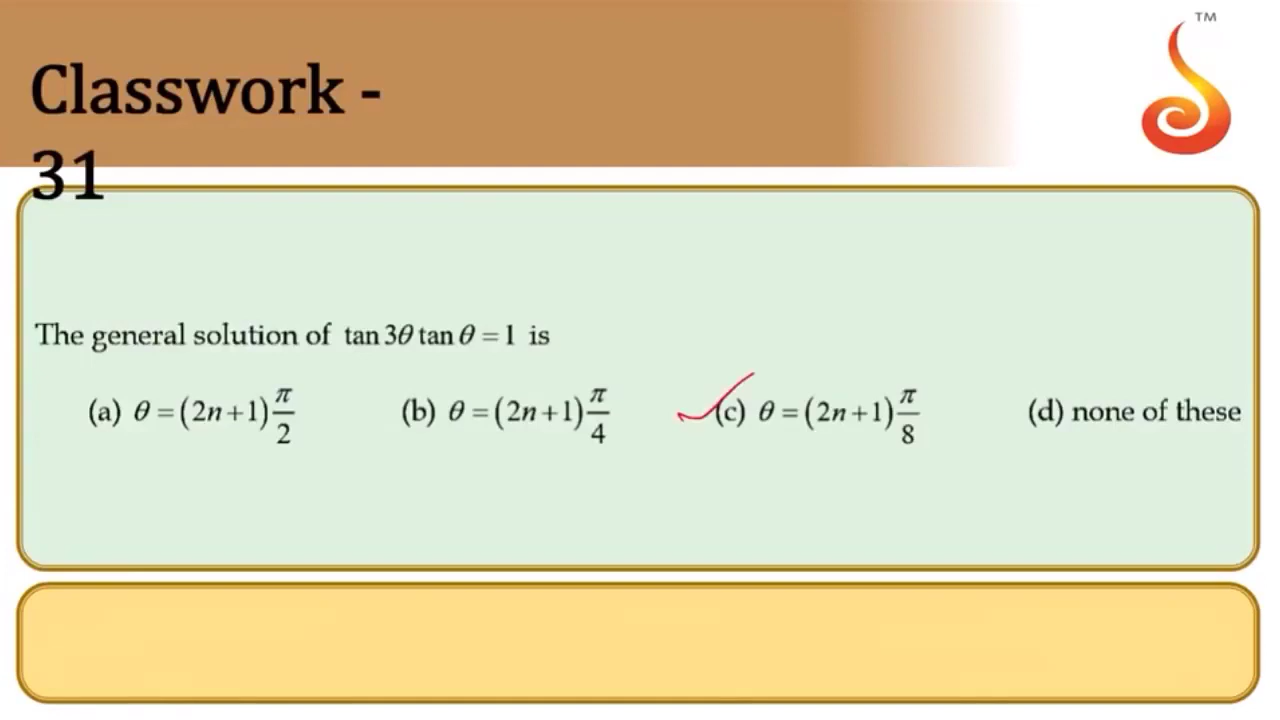 TM
Classwork -
31
The general solution of tan 3θ tan θ = 1 is
(a) θ = (2n+1) π/2 (b) θ = (2n+1) π/4 (c) θ = (2n+1) π/8 (d) none of these